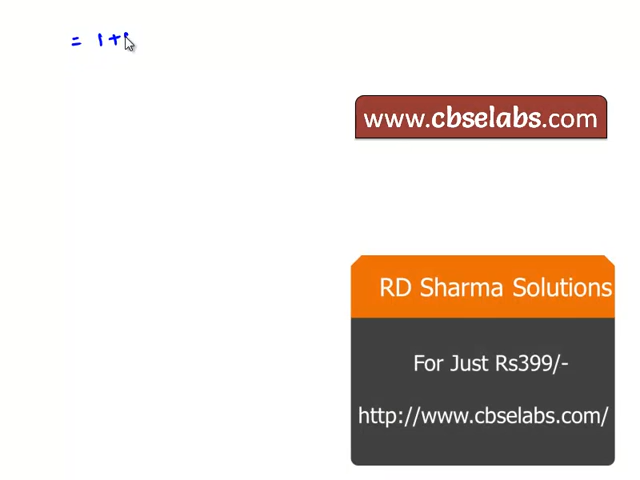 = 1+
www.cbselabs.com
RD Sharma Solutions
For Just Rs399/-
http://www.cbselabs.com/